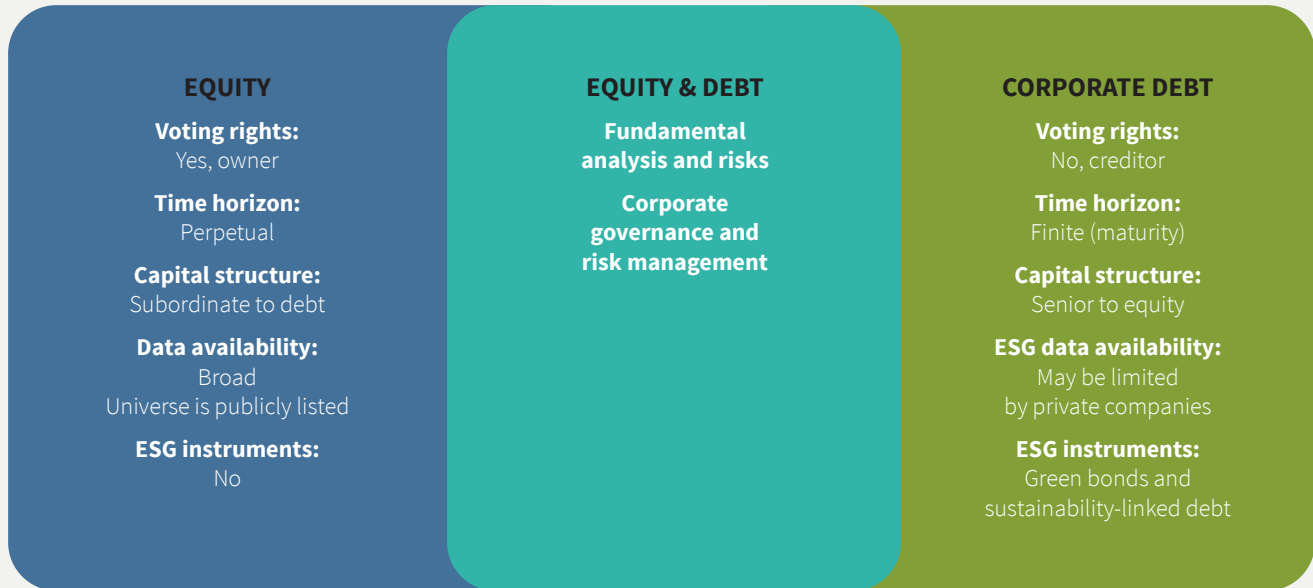 EQUITY
Voting rights:
Yes, owner
Time horizon:
Perpetual
Capital structure:
Subordinate to debt
Data availability:
Broad
Universe is publicly listed
ESG instruments:
No
EQUITY & DEBT
Fundamental
analysis and risks
Corporate
governance and
risk management
CORPORATE DEBT
Voting rights:
No, creditor
Time horizon:
Finite (maturity)
Capital structure:
Senior to equity
ESG data availability:
May be limited
by private companies
ESG instruments:
Green bonds and
sustainability-linked debt